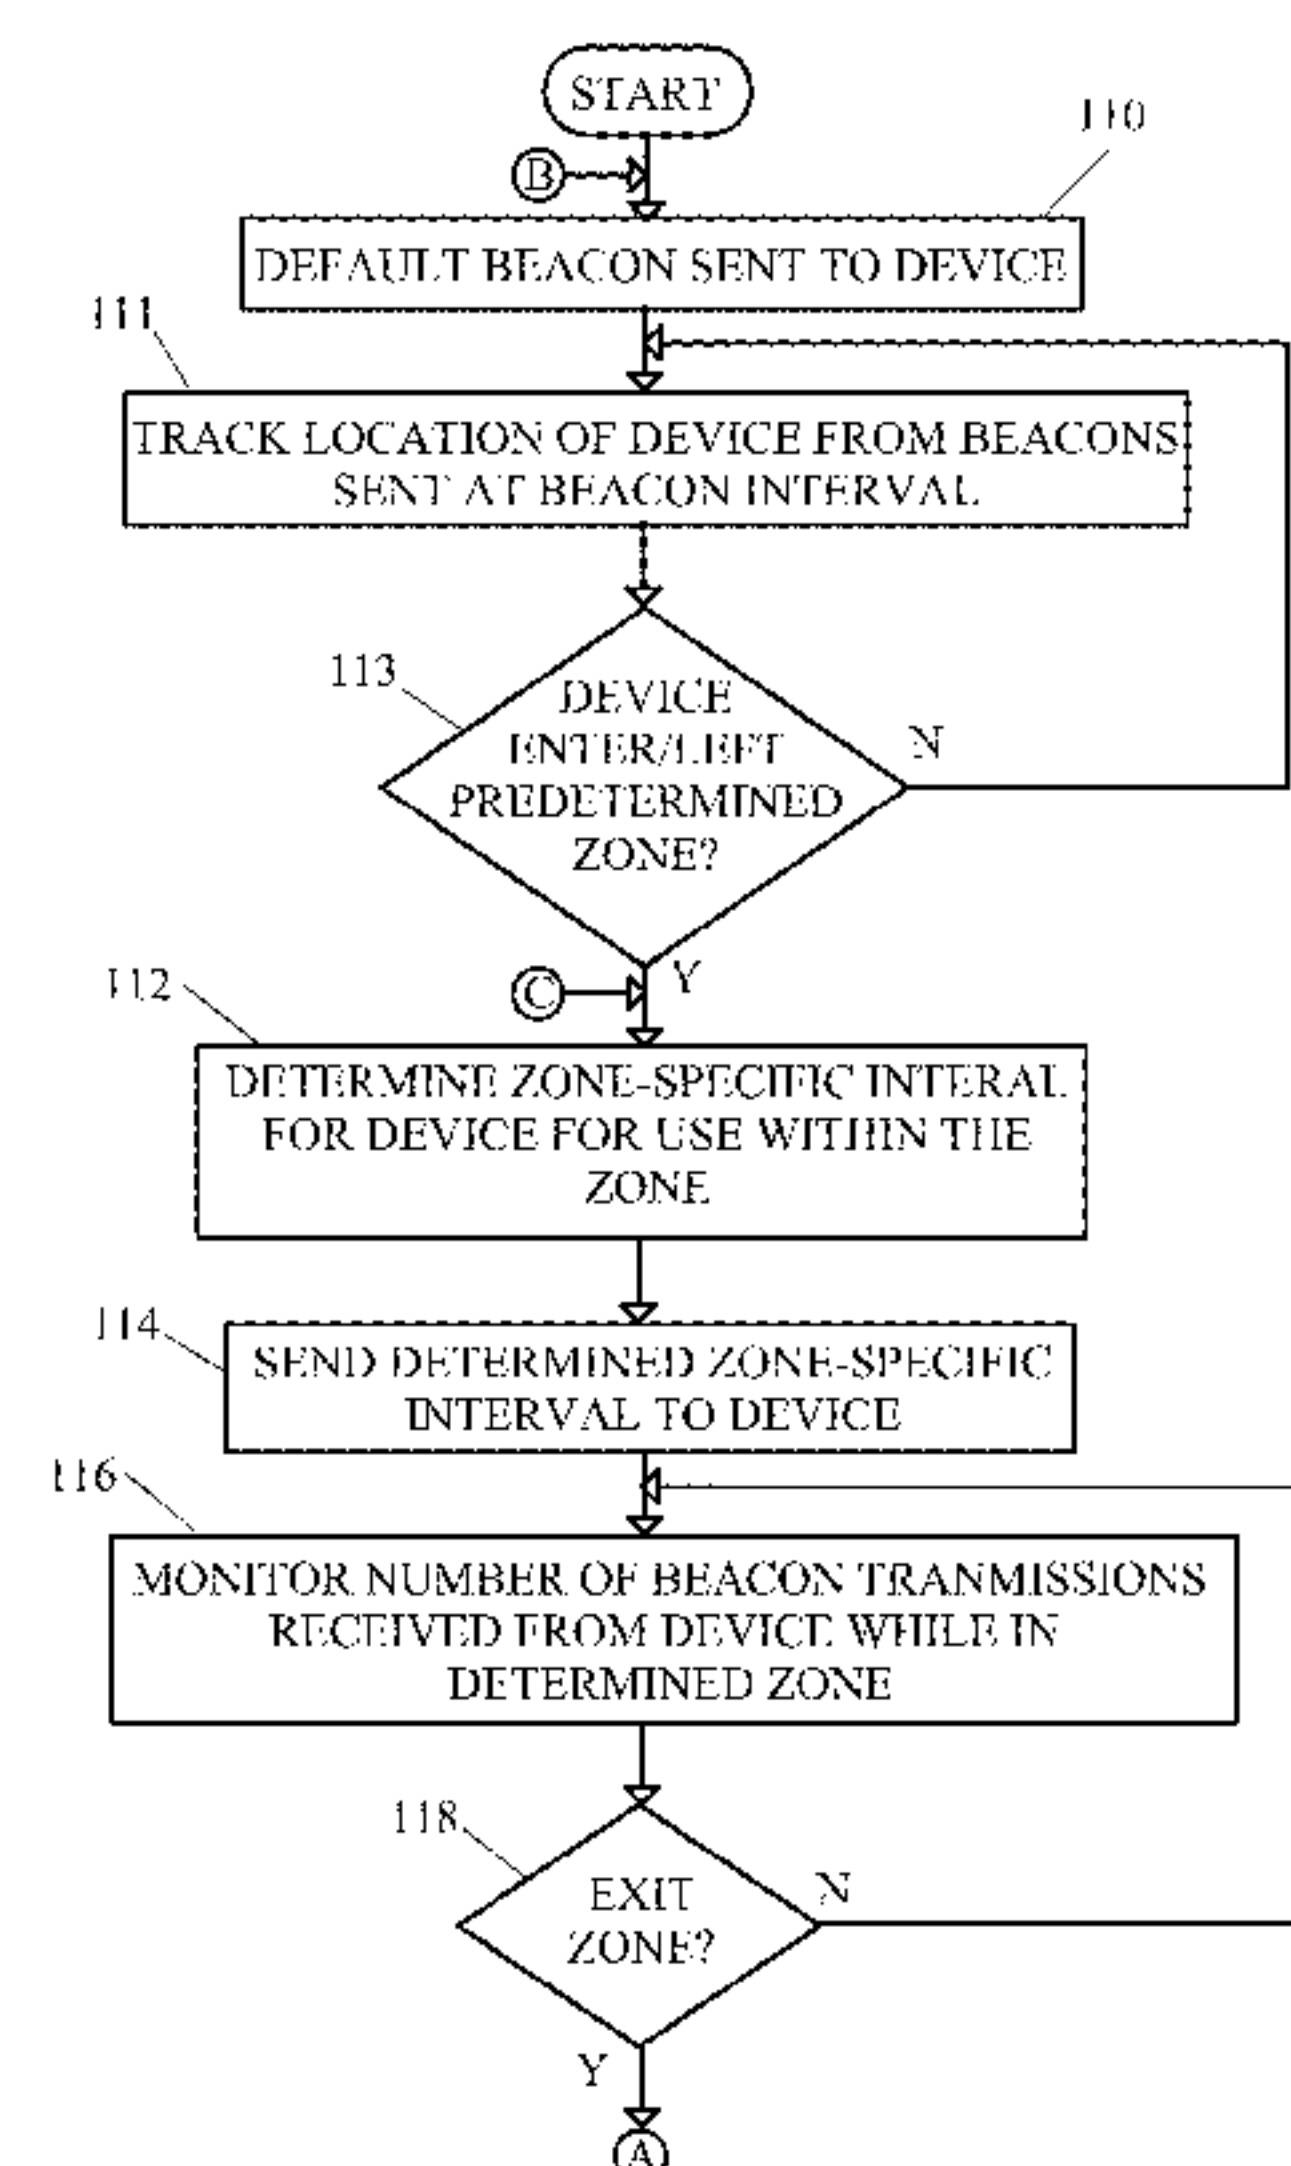 START
110
B
DEFAULT BEACON SENT TO DEVICE
111
TRACK LOCATION OF DEVICE FROM BEACONS
SENT AT BEACON INTERVAL
113
DEVICE
ENTER/LEFT
PREDETERMINED
ZONE?
N
Y
112
C
DETERMINE ZONE-SPECIFIC INTERAL
FOR DEVICE FOR USE WITHIN THE
ZONE
114
SEND DETERMINED ZONE-SPECIFIC
INTERVAL TO DEVICE
116
MONITOR NUMBER OF BEACON TRANMISSIONS
RECEIVED FROM DEVICE WHILE IN
DETERMINED ZONE
118
EXIT
ZONE?
N
Y
A